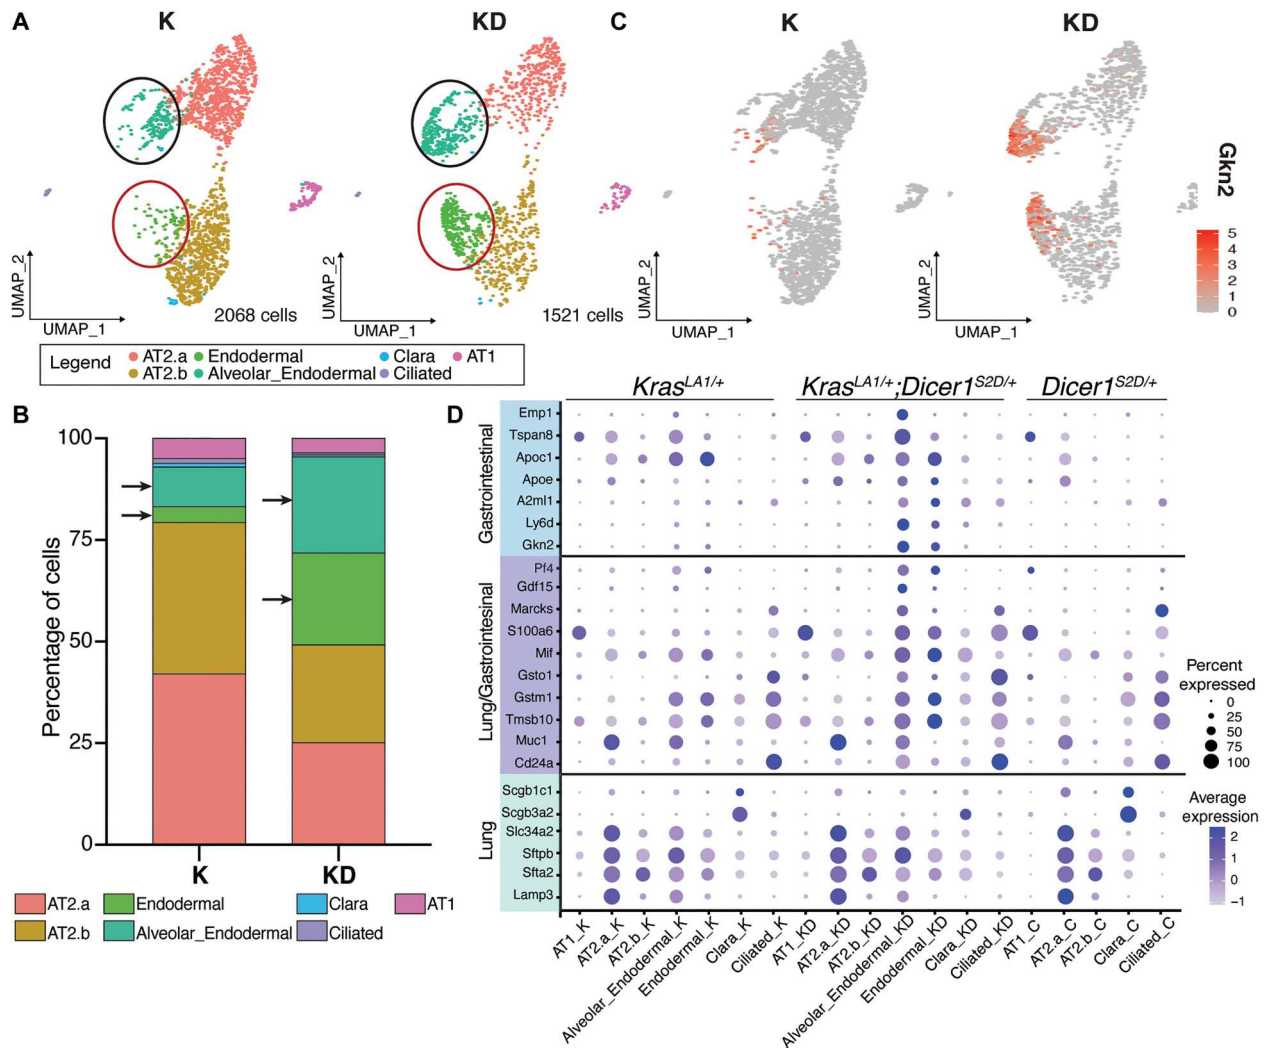 A K KD C K KD
UMAP_2
UMAP_1
2068 cells
UMAP_2
UMAP_1
1521 cells
UMAP_2
UMAP_1
UMAP_2
UMAP_1
Gkn2
5
4
3
2
1
0
Legend
AT2.a Endodermal Clara AT1
AT2.b Alveolar_Endodermal Ciliated
B
Percentage of cells
100
75
50
25
0
K KD
AT2.a Endodermal Clara AT1
AT2.b Alveolar_Endodermal Ciliated
D
KrasLA1/+ KrasLA1/+;Dicer1S2D/+ Dicer1S2D/+
Gastrointestinal
Emp1
Tspan8
Apoc1
Apoe
A2ml1
Ly6d
Gkn2
Lung/Gastrointesinal
Pf4
Gdf15
Marcks
S100a6
Mif
Gsto1
Gstm1
Tmsb10
Muc1
Cd24a
Lung
Scgb1c1
Scgb3a2
Slc34a2
Sftpb
Sfta2
Lamp3
AT1_K
AT2.a_K
AT2.b_K
Alveolar_Endodermal_K
Endodermal_K
Clara_K
Ciliated_K
AT1_KD
AT2.a_KD
AT2.b_KD
Alveolar_Endodermal_KD
Endodermal_KD
Clara_KD
Ciliated_KD
AT1_C
AT2.a_C
AT2.b_C
Clara_C
Ciliated_C
Percent
expressed
0
25
50
75
100
Average
expression
2
1
0
−1